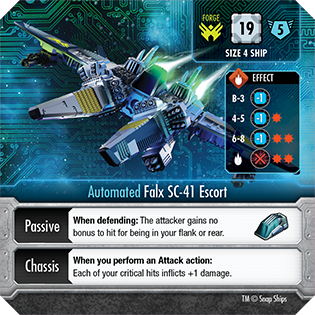 FORGE
19
5
SIZE 4 SHIP
EFFECT
B-3 -1
4-5 -1
6-8 -1
Automated Falx SC-41 Escort
Passive
When defending: The attacker gains no
bonus to hit for being in your flank or rear.
Chassis
When you perform an Attack action:
Each of your critical hits inflicts +1 damage.
TM © Snap Ships